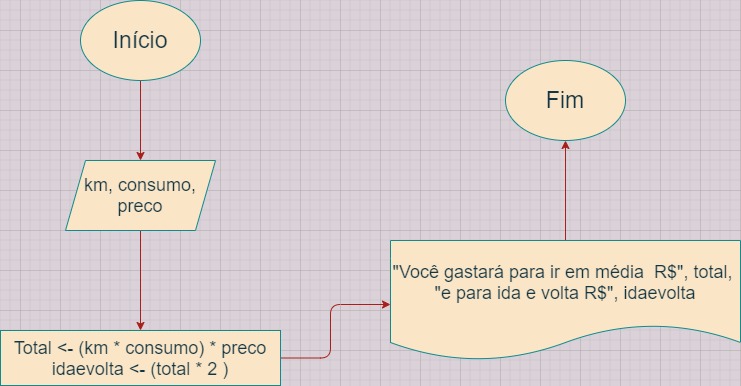 Início
km, consumo,
preco
Total <- (km * consumo) * preco
idaevolta <- (total * 2 )
"Você gastará para ir em média  R$", total,
"e para ida e volta R$", idaevolta
Fim